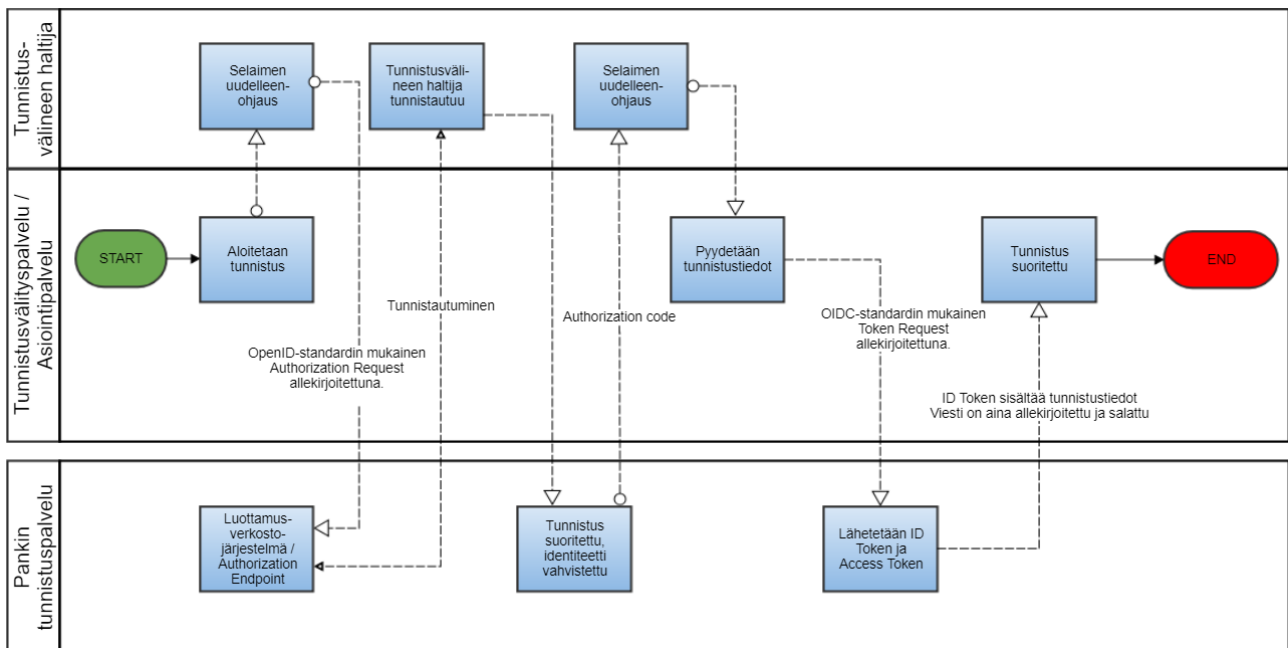 Tunnistus-
välineen haltija
Selaimen
uudelleen-
ohjaus
Tunnistusväli-
neen haltija
tunnistautuu
Selaimen
uudelleen-
ohjaus
Tunnistusvälityspalvelu /
Asiointipalvelu
START
Aloitetaan
tunnistus
Pyydetään
tunnistustiedot
Tunnistus
suoritettu
END
Tunnistautuminen
Authorization code
OIDC-standardin mukainen
Token Request
allekirjoitettuna.
OpenID-standardin mukainen
Authorization Request
allekirjoitettuna.
ID Token sisältää tunnistustiedot
Viesti on aina allekirjoitettu ja salattu
Pankin
tunnistuspalvelu
Luottamus-
verkosto-
järjestelmä /
Authorization
Endpoint
Tunnistus
suoritettu,
identiteetti
vahvistettu
Lähetetään ID
Token ja
Access Token